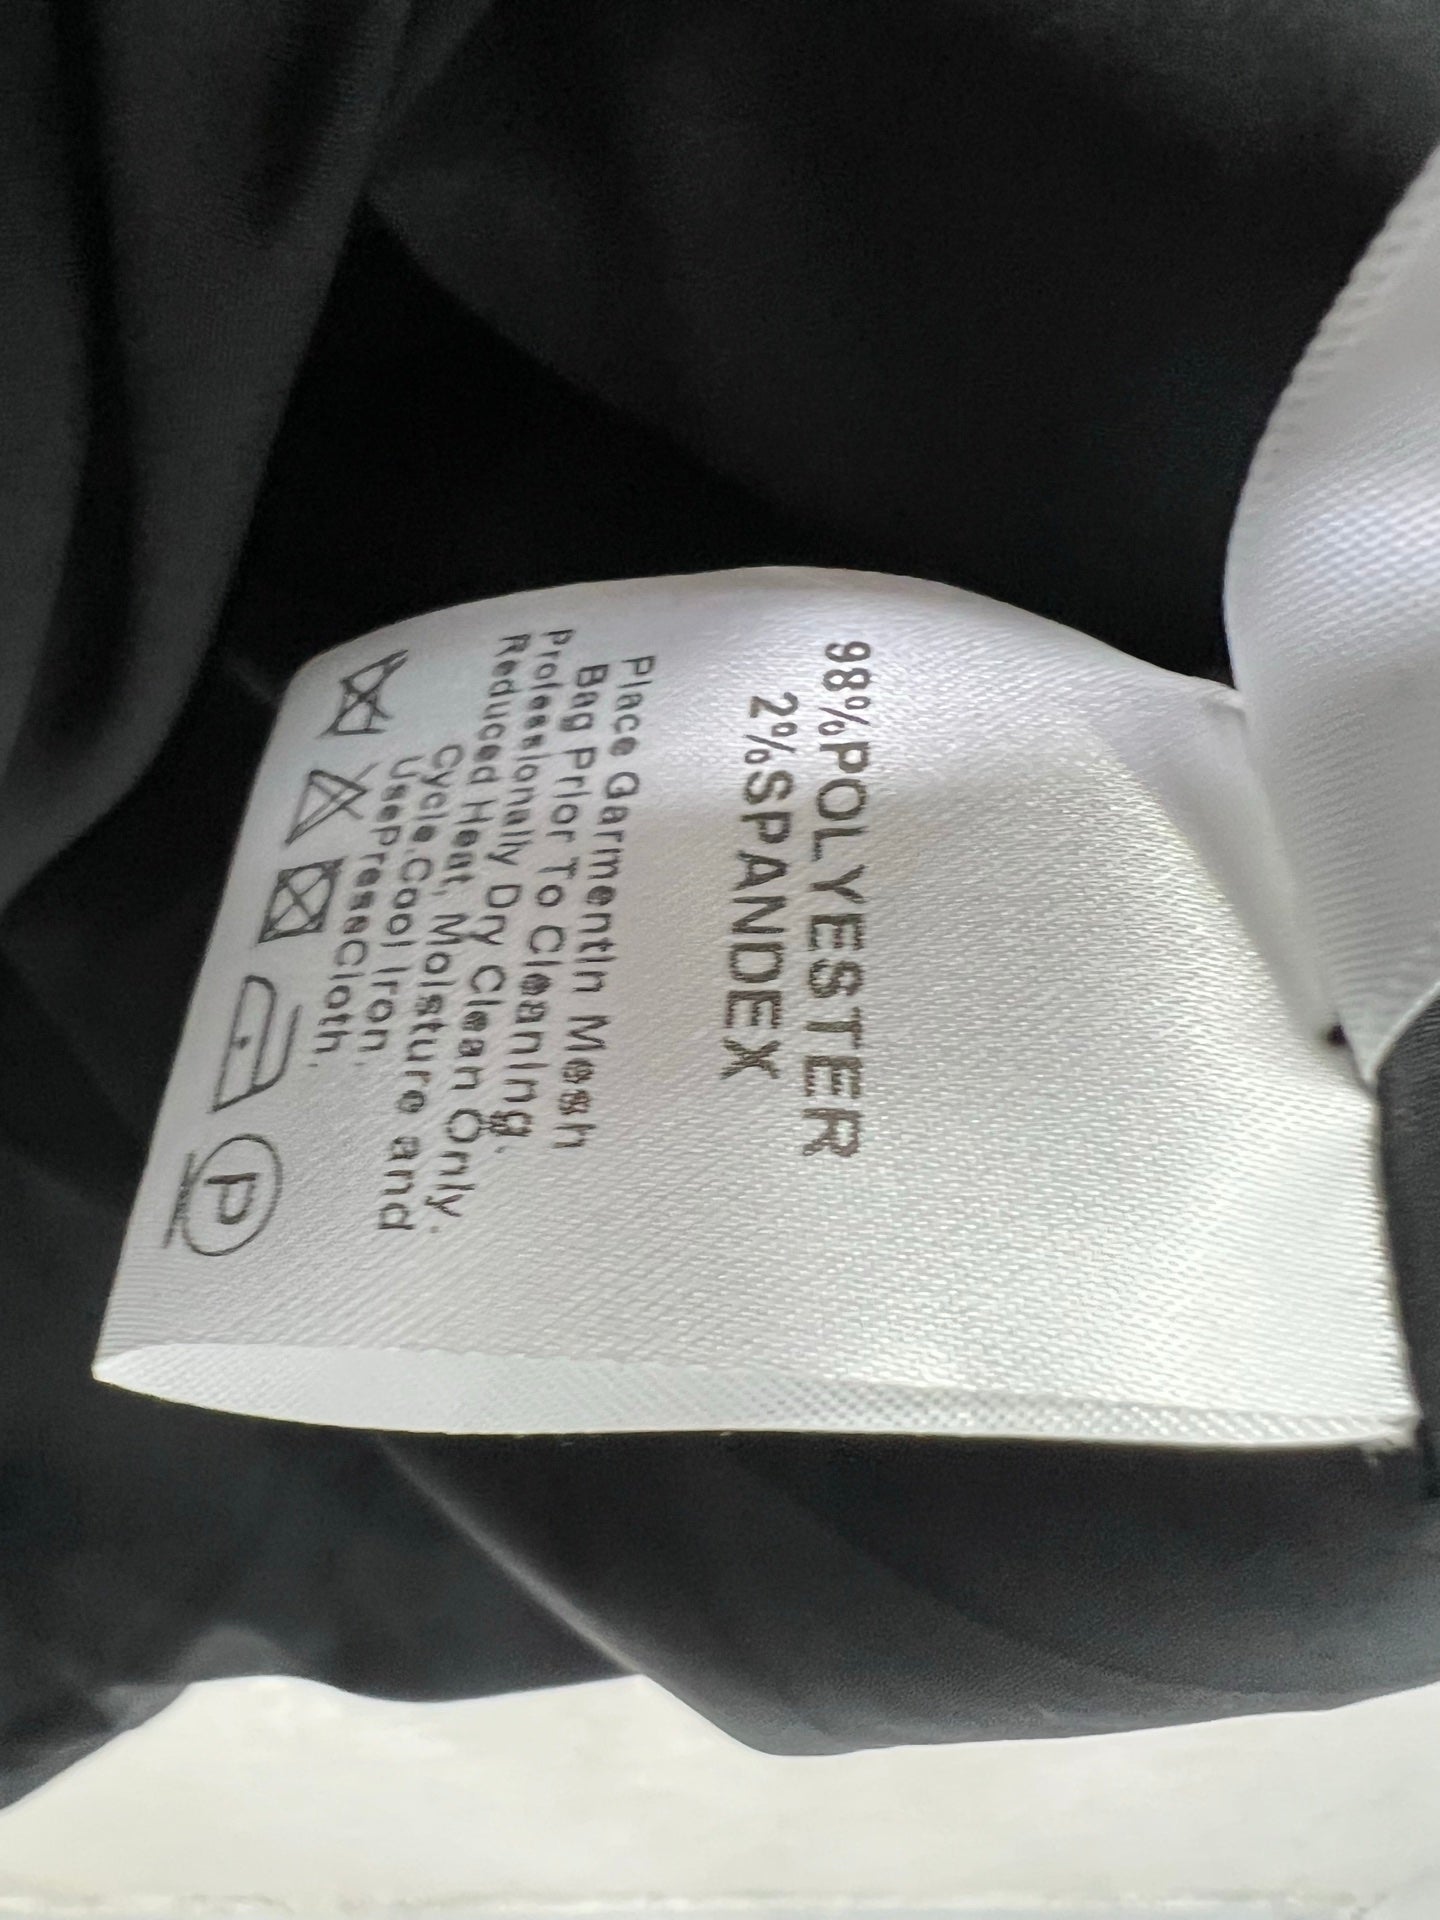 98%POLYESTER
2%SPANDEX
Place Garmentin Mesh
Bag Prior To Cleaning.
Professionally Dry Clean Only.
Reduced Heat, Moisture and
Cycle.Cool Iron.
UsePressCloth.
P